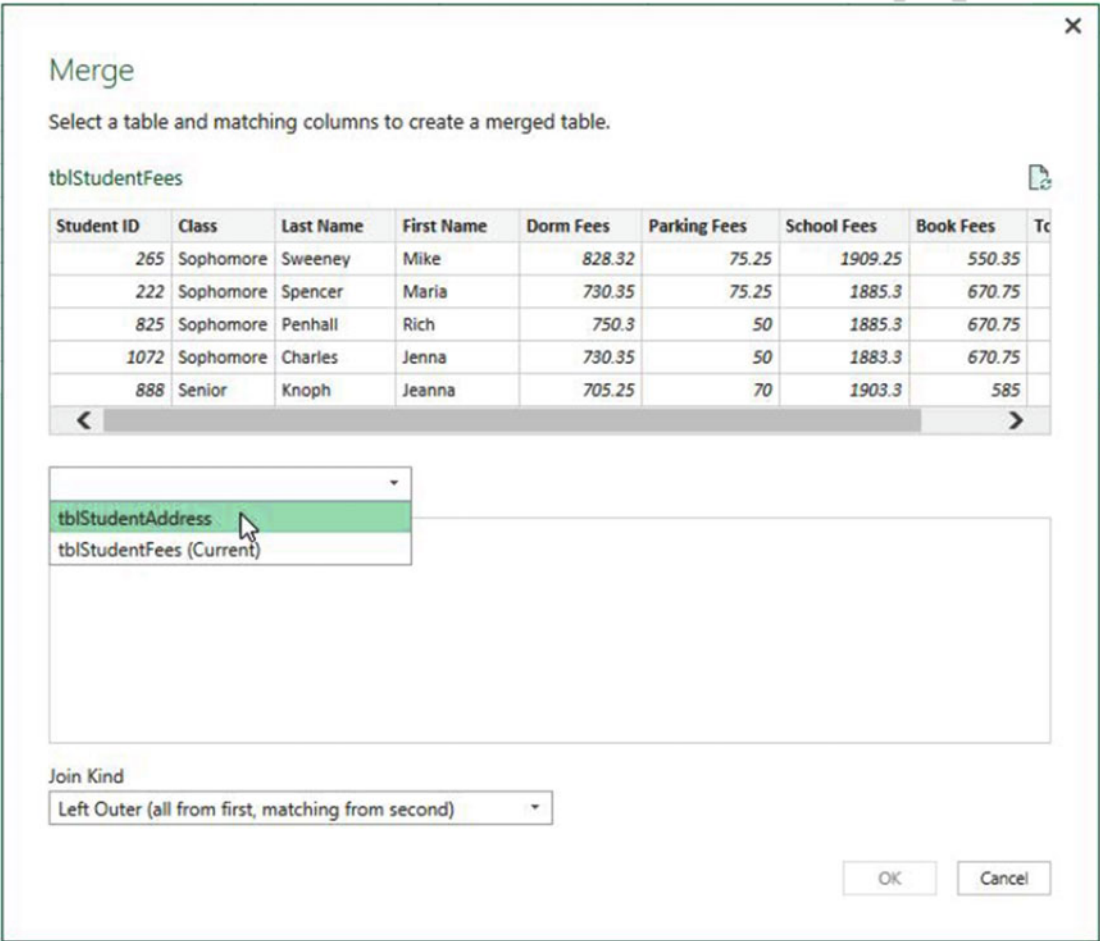 Merge
Select a table and matching columns to create a merged table.
tblStudentFees
Student ID Class Last Name First Name Dorm Fees Parking Fees School Fees Book Fees
265 Sophomore Sweeney Mike 828.32 75.25 1909.25 550.35
222 Sophomore Spencer Maria 730.35 75.25 1885.3 670.75
825 Sophomore Penhall Rich 750.3 50 1885.3 670.75
1072 Sophomore Charles Jenna 730.35 50 1883.3 670.75
888 Senior Knoph Jeanna 705.25 70 1903.3 585
tblStudentAddress
tblStudentFees (Current)
Join Kind
Left Outer (all from first, matching from second)
OK Cancel